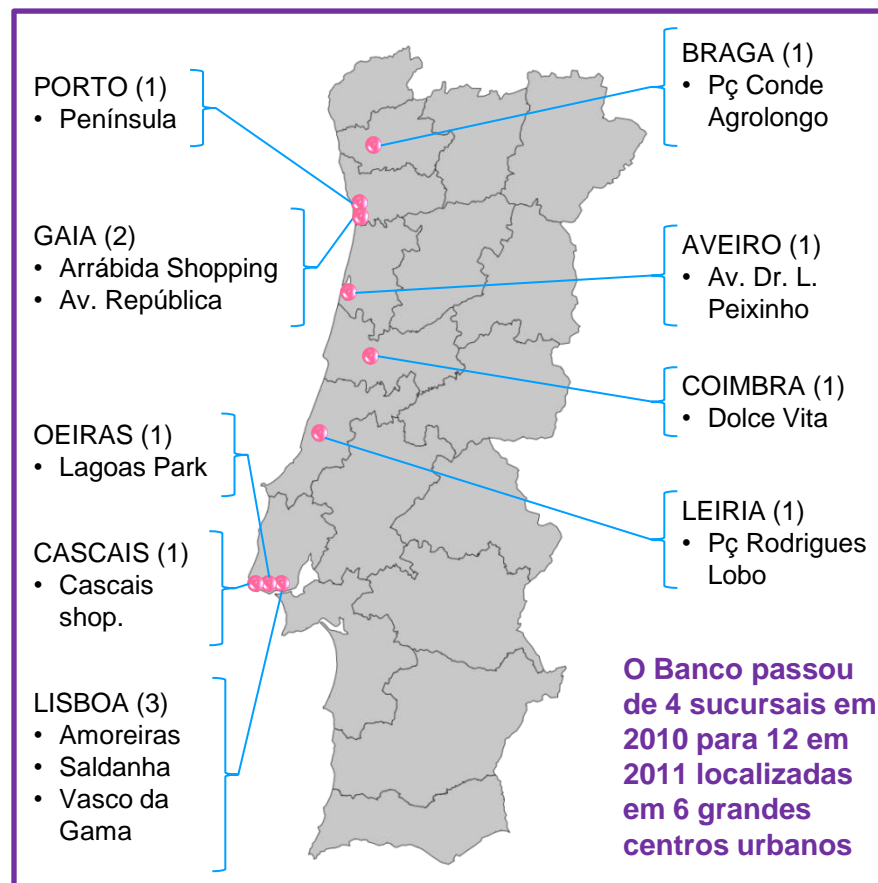 PORTO (1)
• Península
GAIA (2)
• Arrábida Shopping
• Av. República
OEIRAS (1)
• Lagoas Park
CASCAIS (1)
• Cascais
shop.
LISBOA (3)
• Amoreiras
• Saldanha
• Vasco da
Gama
BRAGA (1)
• Pç Conde
Agrolongo
AVEIRO (1)
• Av. Dr. L.
Peixinho
COIMBRA (1)
• Dolce Vita
LEIRIA (1)
• Pç Rodrigues
Lobo
O Banco passou
de 4 sucursais em
2010 para 12 em
2011 localizadas
em 6 grandes
centros urbanos